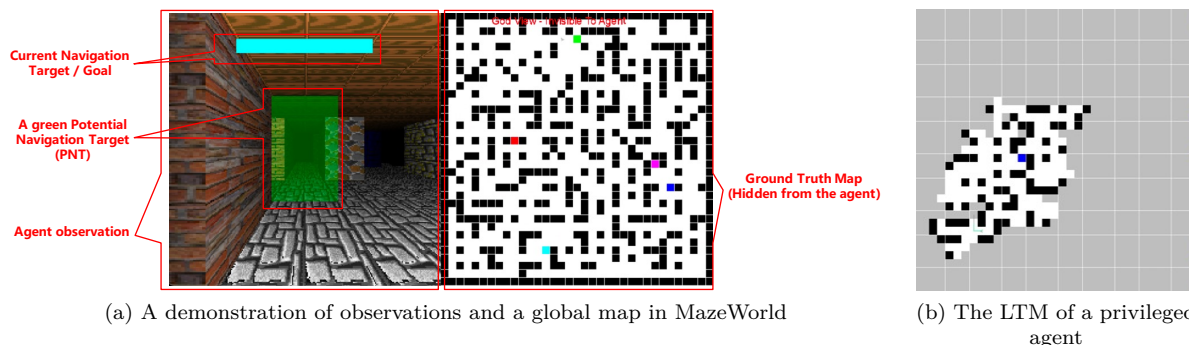 God View - Invisible To Agent
Current Navigation
Target / Goal
A green Potential
Navigation Target
(PNT)
Agent observation
Ground Truth Map
(Hidden from the agent)
(a) A demonstration of observations and a global map in MazeWorld
(b) The LTM of a privileged
agent